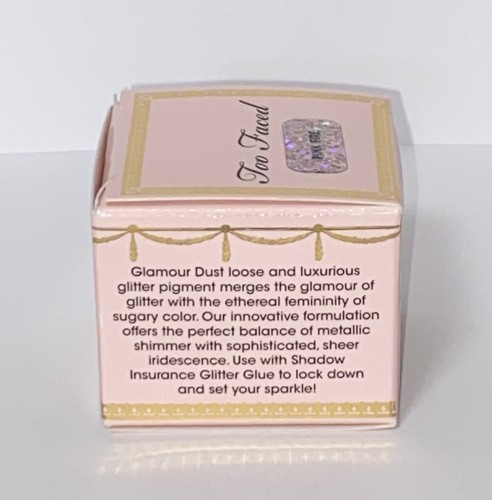 Too Faced
PINK FIRE
Glamour Dust loose and luxurious
glitter pigment merges the glamour of
glitter with the ethereal femininity of
sugary color. Our innovative formulation
offers the perfect balance of metallic
shimmer with sophisticated, sheer
iridescence. Use with Shadow
Insurance Glitter Glue to lock down
and set your sparkle!